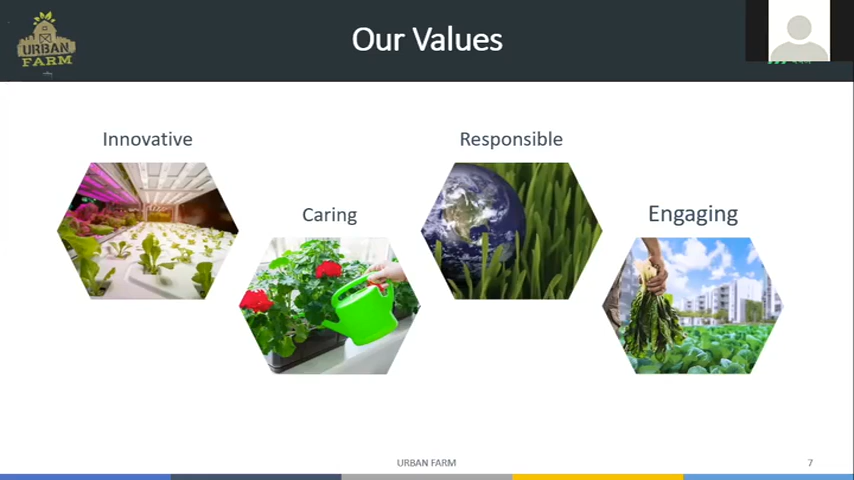 URBAN
FARM
Our Values
Innovative
Responsible
Caring
Engaging
URBAN FARM
7